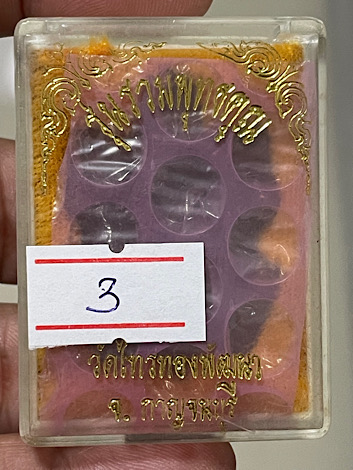 รุ่นรวมพุทธคุณ
3
วัดไทรทองพัฒนา
จ. กาญจนบุรี